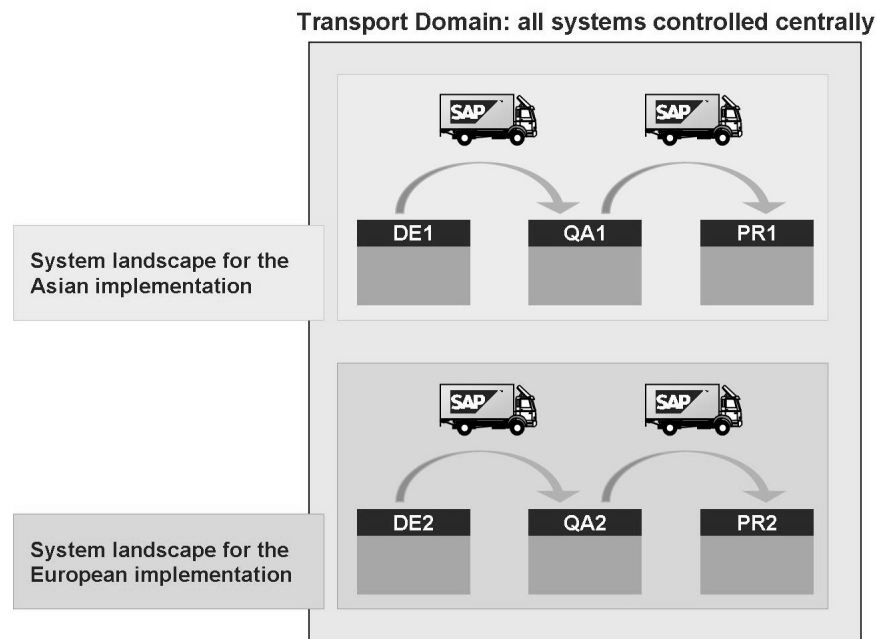 Transport Domain: all systems controlled centrally
SAP
SAP
DE1
QA1
PR1
System landscape for the
Asian implementation
SAP
SAP
DE2
QA2
PR2
System landscape for the
European implementation